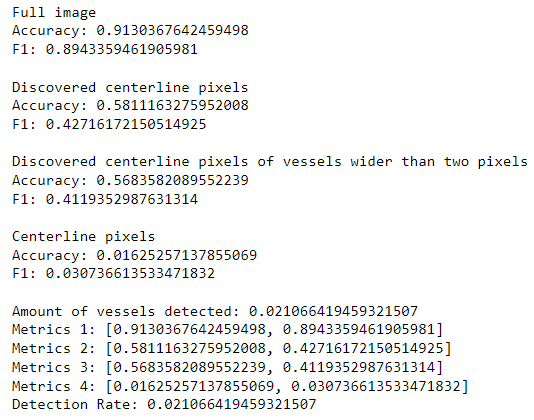 Full image
Accuracy: 0.9130367642459498
F1: 0.8943359461905981
Discovered centerline pixels
Accuracy: 0.5811163275952008
F1: 0.42716172150514925
Discovered centerline pixels of vessels wider than two pixels
Accuracy: 0.5683582089552239
F1: 0.4119352987631314
Centerline pixels
Accuracy: 0.01625257137855069
F1: 0.030736613533471832
Amount of vessels detected: 0.021066419459321507
Metrics 1: [0.9130367642459498, 0.8943359461905981]
Metrics 2: [0.5811163275952008, 0.42716172150514925]
Metrics 3: [0.5683582089552239, 0.4119352987631314]
Metrics 4: [0.01625257137855069, 0.030736613533471832]
Detection Rate: 0.021066419459321507